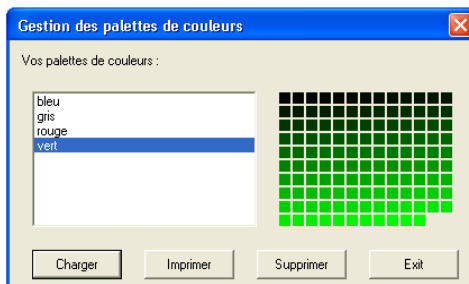 Gestion des palettes de couleurs
Vos palettes de couleurs :
bleu
gris
rouge
vert
Charger
Imprimer
Supprimer
Exit